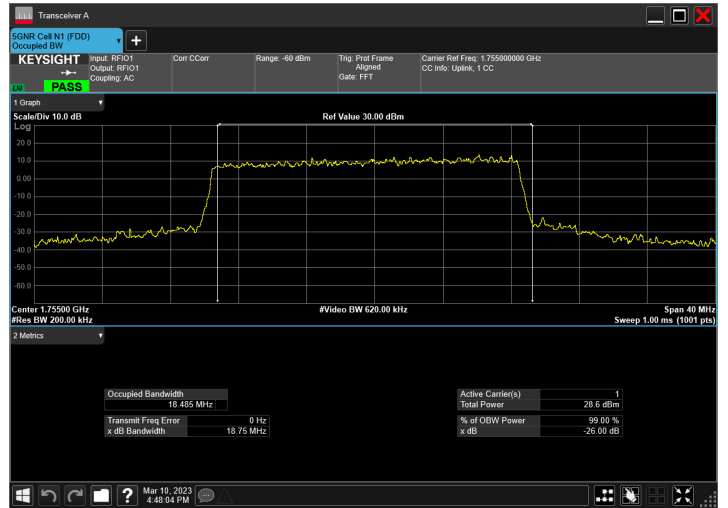 Transceiver A
5GNR Cell N1 (FDD)
Occupied BW
KEYSIGHT
Input: RFIO1
Output: RFIO1
Coupling: AC
Corr CCorr
Range: -60 dBm
Trig: Prot Frame
Aligned
Gate: FFT
Carrier Ref Freq: 1.755000000 GHz
CC Info: Uplink, 1 CC
LXI
PASS
1 Graph
Scale/Div 10.0 dB
Ref Value 30.00 dBm
Log
20.0
10.0
0.00
-10.0
-20.0
-30.0
-40.0
-50.0
-60.0
Center 1.75500 GHz
#Video BW 620.00 kHz
Span 40 MHz
#Res BW 200.00 kHz
Sweep 1.00 ms (1001 pts)
2 Metrics
Occupied Bandwidth
18.485 MHz
Active Carrier(s) 1
Total Power 28.6 dBm
Transmit Freq Error 0 Hz
x dB Bandwidth 18.75 MHz
% of OBW Power 99.00 %
x dB -26.00 dB
Mar 10, 2023
4:48:04 PM